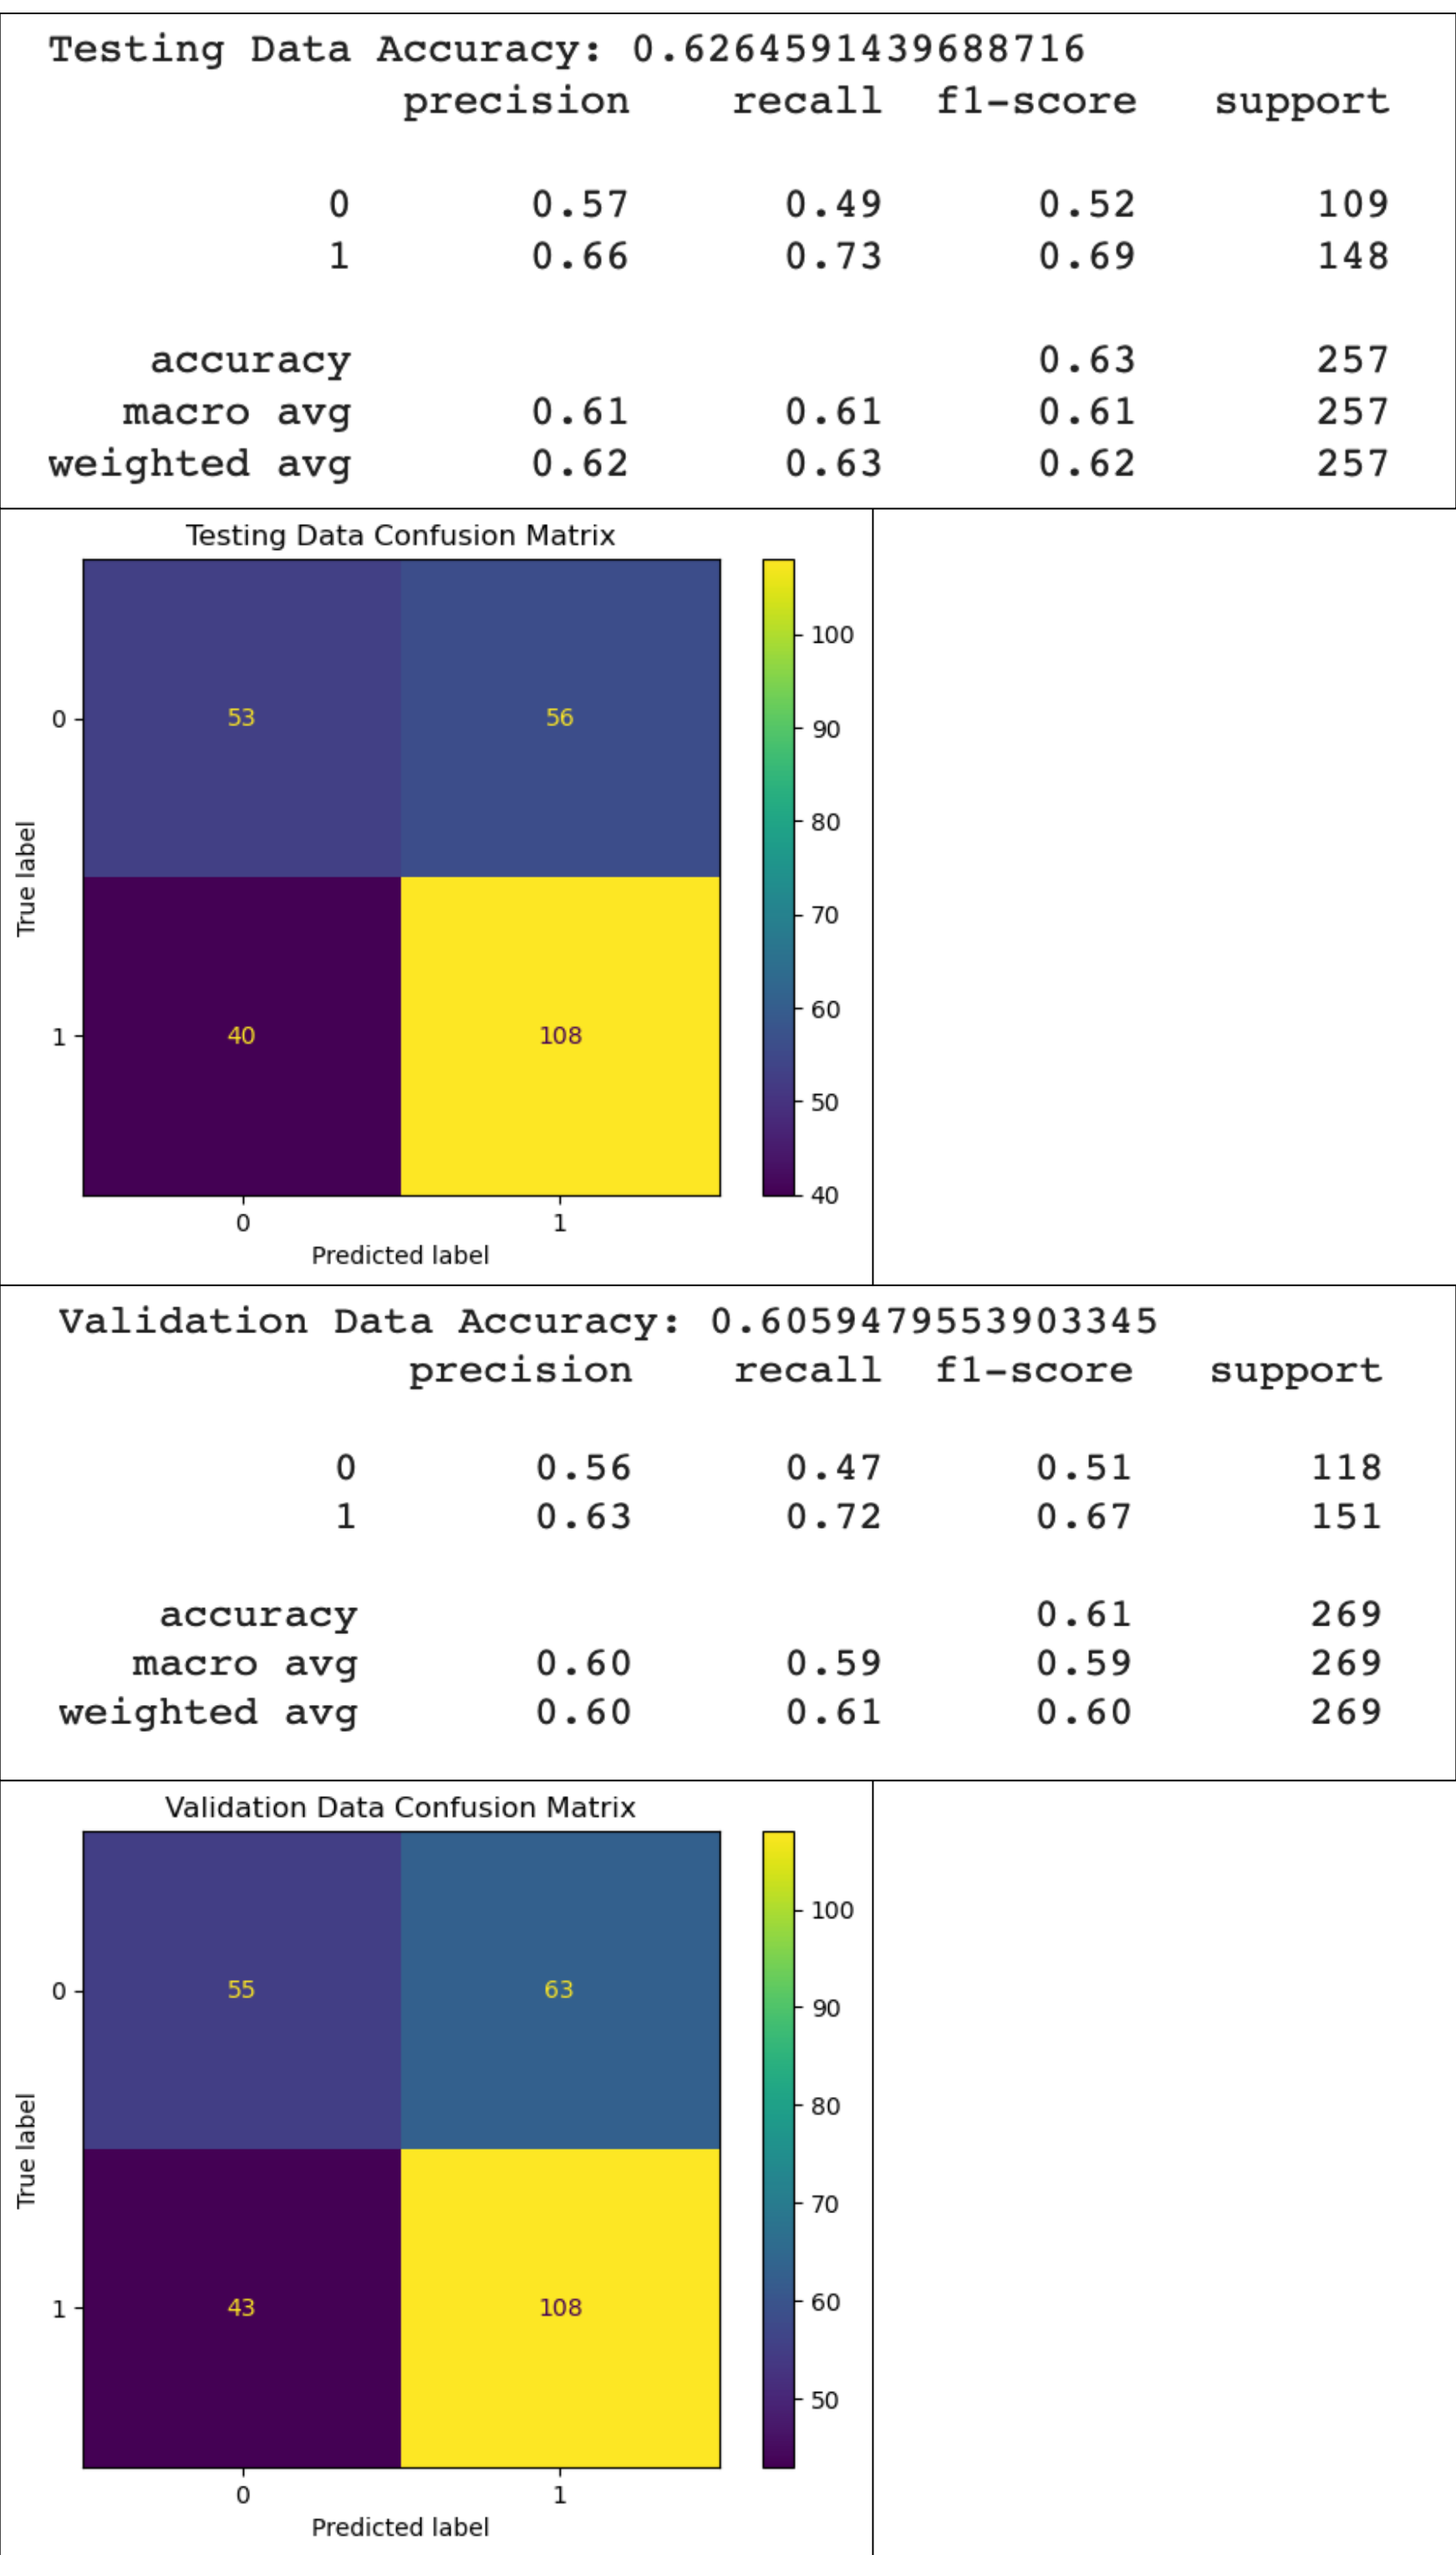 Testing Data Accuracy: 0.6264591439688716
precision recall f1-score support
0 0.57 0.49 0.52 109
1 0.66 0.73 0.69 148
accuracy 0.63 257
macro avg 0.61 0.61 0.61 257
weighted avg 0.62 0.63 0.62 257
Testing Data Confusion Matrix
100
0 53 56
90
80
True label
70
60
1 40 108
50
40
0 1
Predicted label
Validation Data Accuracy: 0.6059479553903345
precision recall f1-score support
0 0.56 0.47 0.51 118
1 0.63 0.72 0.67 151
accuracy 0.61 269
macro avg 0.60 0.59 0.59 269
weighted avg 0.60 0.61 0.60 269
Validation Data Confusion Matrix
100
0 55 63
90
80
True label
70
60
1 43 108
50
0 1
Predicted label